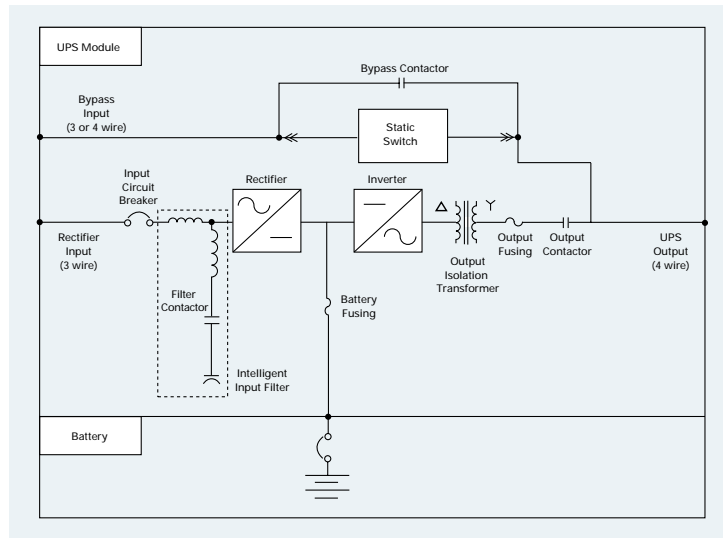 UPS Module
Bypass Contactor
Bypass
Input
(3 or 4 wire)
Static
Switch
Input
Circuit
Breaker
Rectifier
Inverter
Rectifier
Input
(3 wire)
Output
Fusing
Output
Contactor
UPS
Output
(4 wire)
Output
Isolation
Transformer
Filter
Contactor
Battery
Fusing
Intelligent
Input Filter
Battery